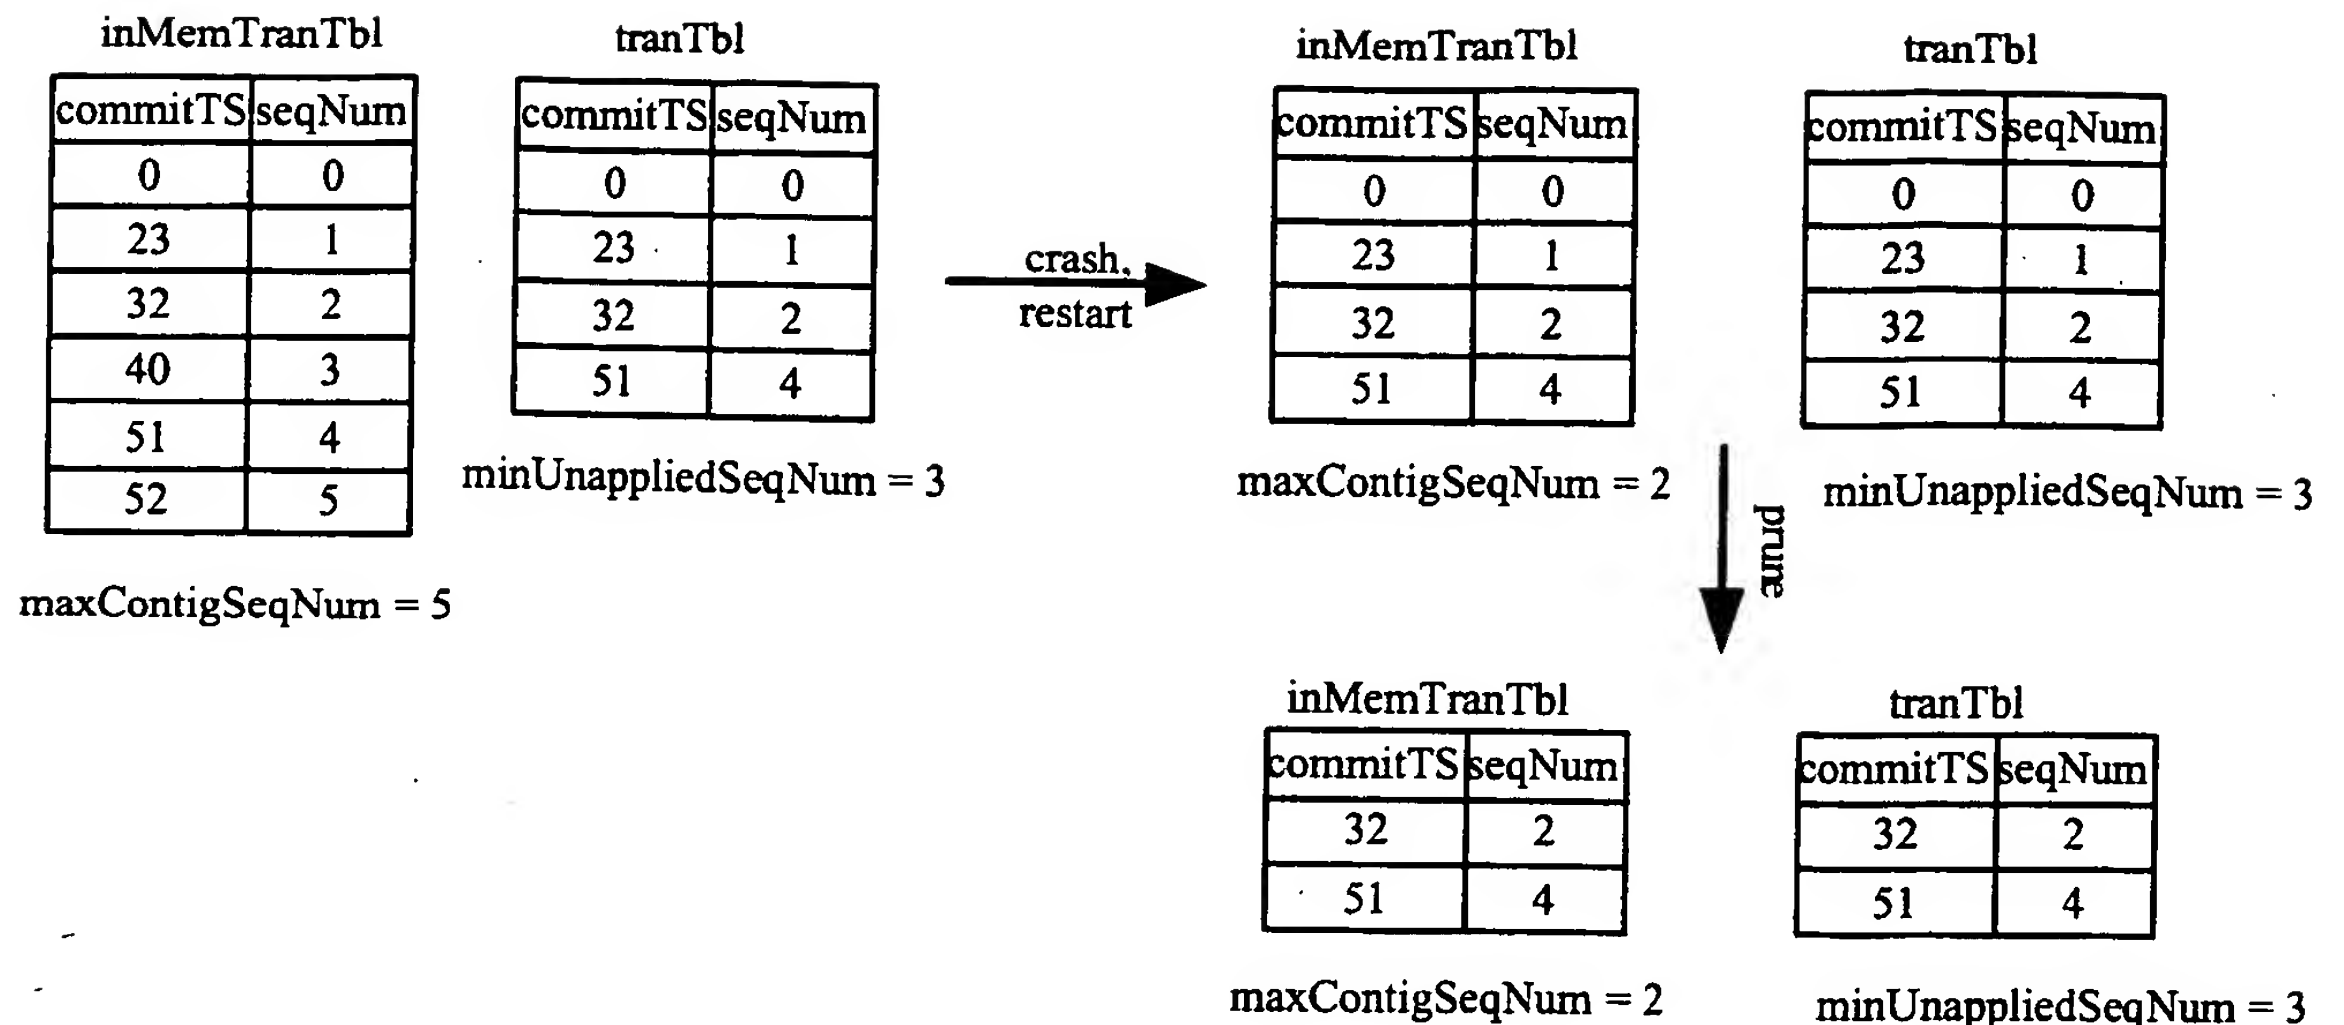 inMemTranTbl
commitTS seqNum
0 0
23 1
32 2
40 3
51 4
52 5
maxContigSeqNum = 5
tranTbl
commitTS seqNum
0 0
23 1
32 2
51 4
minUnappliedSeqNum = 3
crash,
restart
inMemTranTbl
commitTS seqNum
0 0
23 1
32 2
51 4
maxContigSeqNum = 2
tranTbl
commitTS seqNum
0 0
23 1
32 2
51 4
minUnappliedSeqNum = 3
prune
inMemTranTbl
commitTS seqNum
32 2
51 4
maxContigSeqNum = 2
tranTbl
commitTS seqNum
32 2
51 4
minUnappliedSeqNum = 3